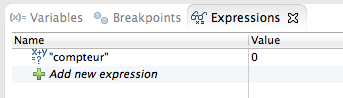 (x)= Variables Breakpoints Expressions
Name Value
x+y=? "compteur" 0
Add new expression